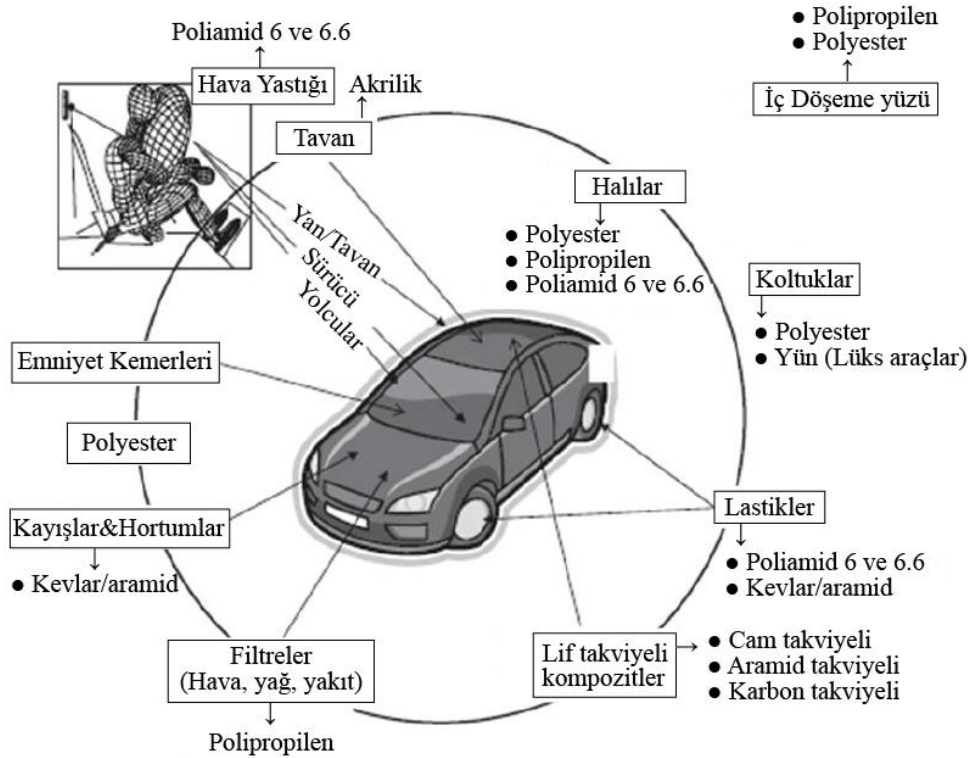 Poliamid 6 ve 6.6
Hava Yastığı
Akrilik
Tavan
● Polipropilen
● Polyester
İç Döşeme yüzü
Halılar
● Polyester
● Polipropilen
● Poliamid 6 ve 6.6
Yan/Tavan
Sürücü
Yolcular
Koltuklar
● Polyester
● Yün (Lüks araçlar)
Emniyet Kemerleri
Polyester
Kayışlar&Hortumlar
● Kevlar/aramid
Lastikler
● Poliamid 6 ve 6.6
● Kevlar/aramid
Filtreler
(Hava, yağ, yakıt)
Polipropilen
Lif takviyeli
kompozitler
● Cam takviyeli
● Aramid takviyeli
● Karbon takviyeli